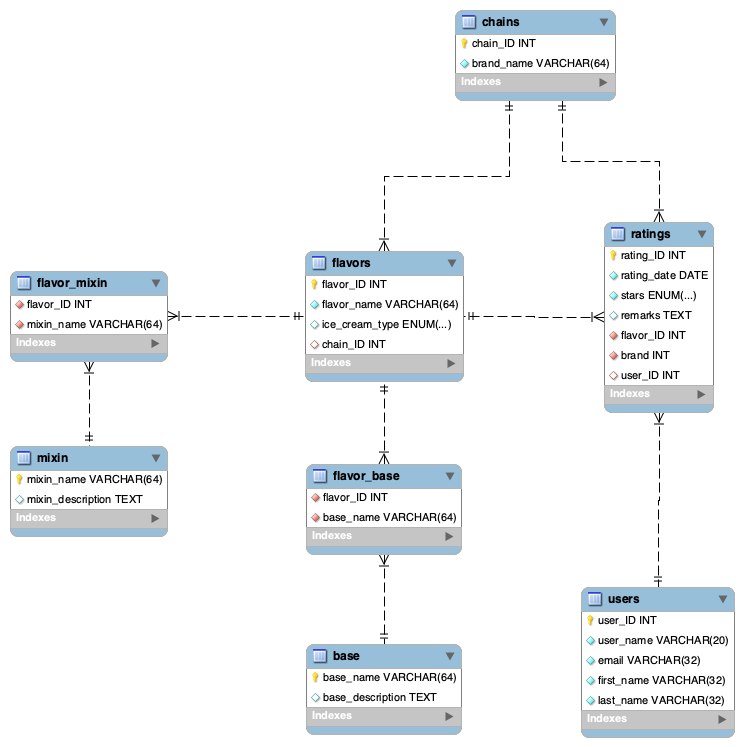 chains
chain_ID INT
brand_name VARCHAR(64)
Indexes
flavors
flavor_ID INT
flavor_name VARCHAR(64)
ice_cream_type ENUM(...)
chain_ID INT
Indexes
ratings
rating_ID INT
rating_date DATE
stars ENUM(...)
remarks TEXT
flavor_ID INT
brand INT
user_ID INT
Indexes
flavor_mixin
flavor_ID INT
mixin_name VARCHAR(64)
Indexes
mixin
mixin_name VARCHAR(64)
mixin_description TEXT
Indexes
flavor_base
flavor_ID INT
base_name VARCHAR(64)
Indexes
base
base_name VARCHAR(64)
base_description TEXT
Indexes
users
user_ID INT
user_name VARCHAR(20)
email VARCHAR(32)
first_name VARCHAR(32)
last_name VARCHAR(32)
Indexes